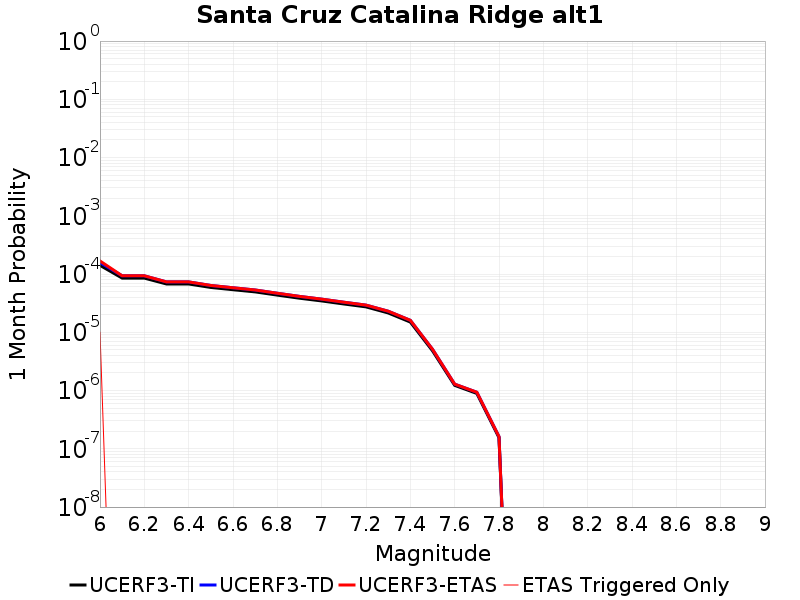 Santa Cruz Catalina Ridge alt1
1 Month Probability
10^0
10^-1
10^-2
10^-3
10^-4
10^-5
10^-6
10^-7
10^-8
6 6.2 6.4 6.6 6.8 7 7.2 7.4 7.6 7.8 8 8.2 8.4 8.6 8.8 9
Magnitude
UCERF3-TI UCERF3-TD UCERF3-ETAS ETAS Triggered Only